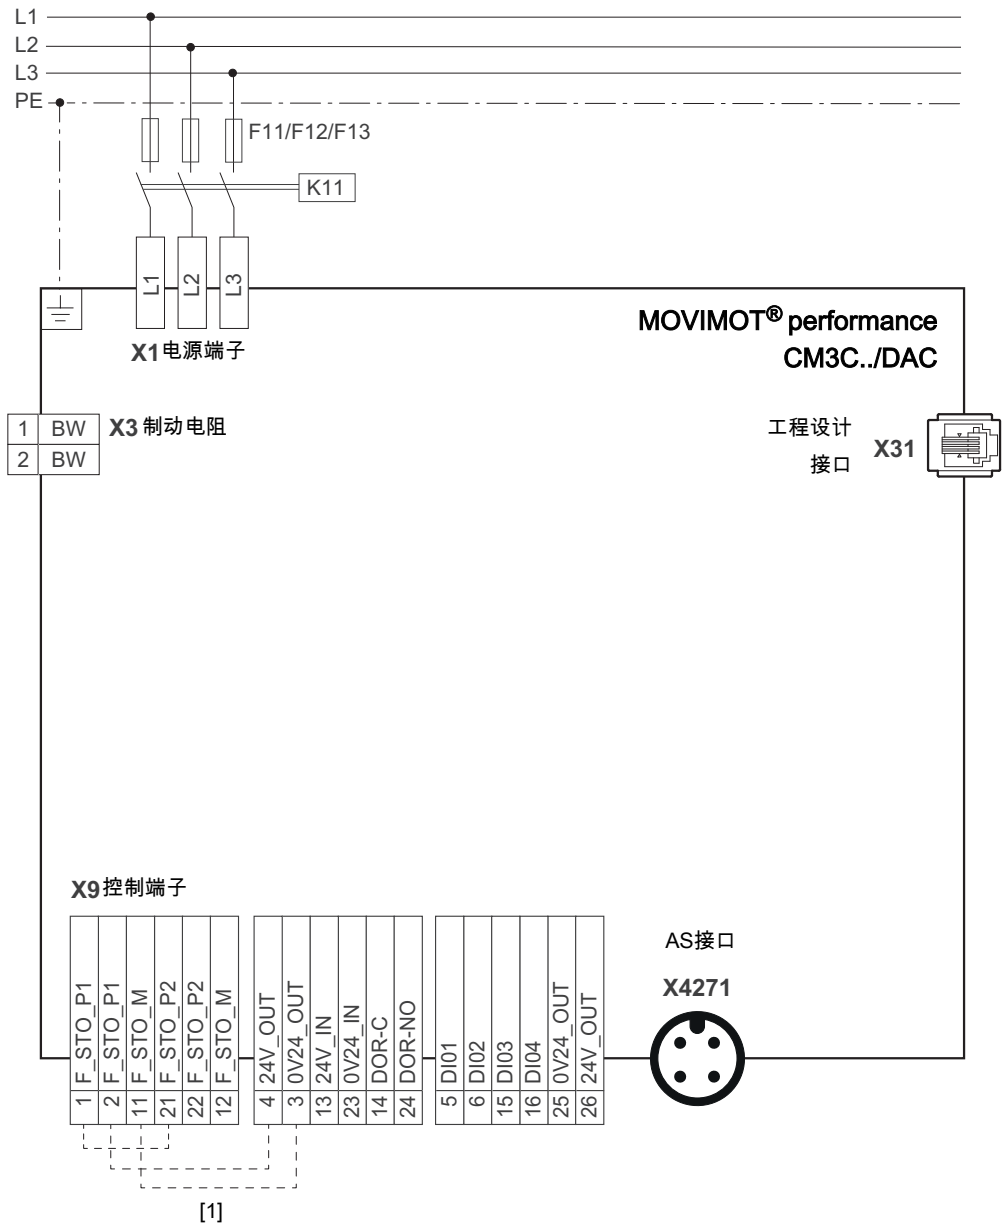 L1
L2
L3
PE
F11/F12/F13
K11
L1
L2
L3
MOVIMOT® performance
CM3C../DAC
X1 电源端子
1 BW
2 BW
X3 制动电阻
工程设计
接口
X31
X9 控制端子
1 F_STO_P1
2 F_STO_P1
11 F_STO_M
21 F_STO_P2
22 F_STO_P2
12 F_STO_M
4 24V_OUT
3 0V24_OUT
13 24V_IN
23 0V24_IN
14 DOR-C
24 DOR-NO
5 DI01
6 DI02
15 DI03
16 DI04
25 0V24_OUT
26 24V_OUT
AS接口
X4271
[1]